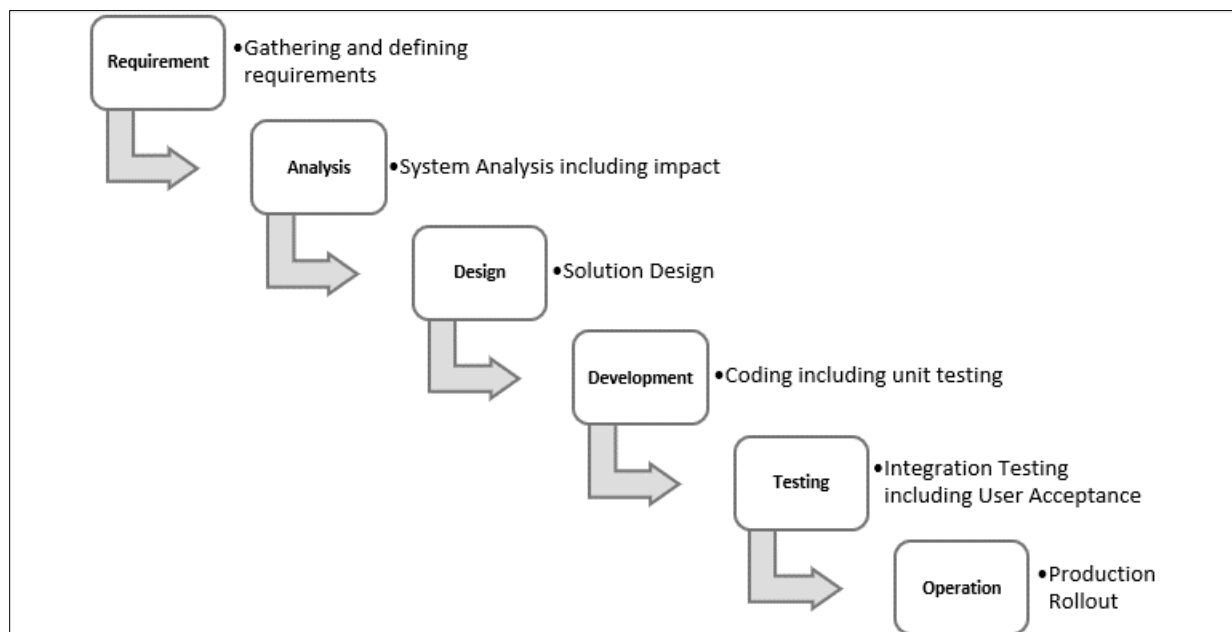 Requirement
•Gathering and defining
requirements
Analysis
•System Analysis including impact
Design
•Solution Design
Development
•Coding including unit testing
Testing
•Integration Testing
including User Acceptance
Operation
•Production
Rollout